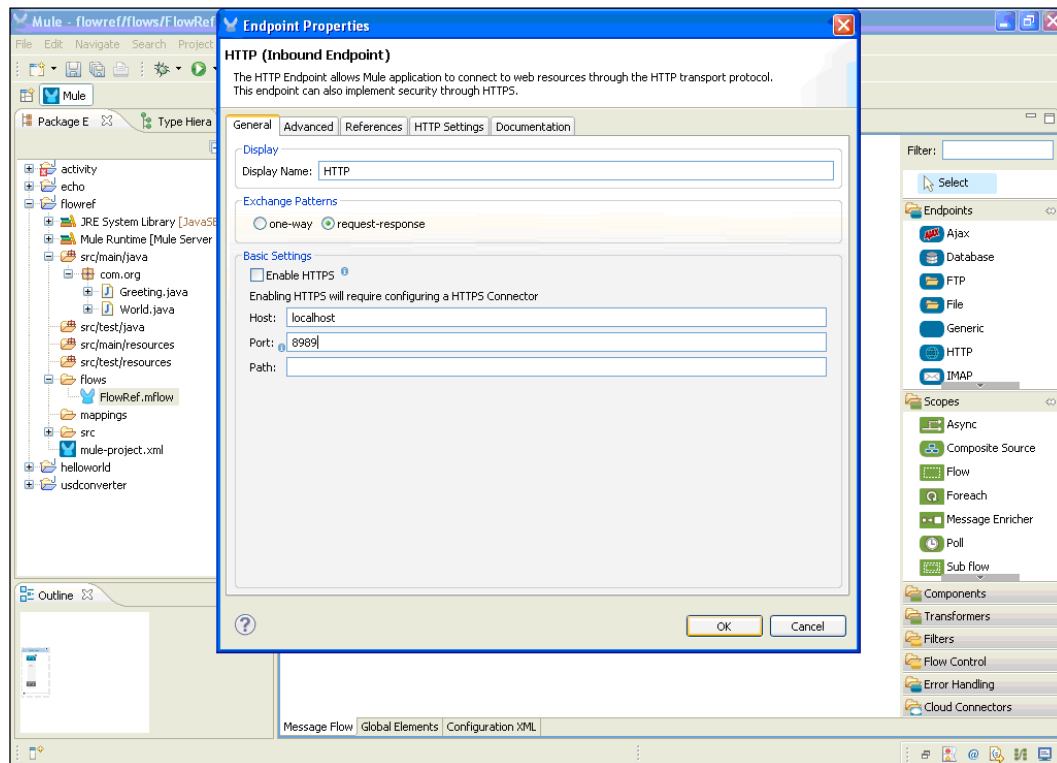 Mule - flowref/flows/FlowRef
File Edit Navigate Search Project
Mule
Package E Type Hiera
activity
echo
flowref
JRE System Library [JavaSE
Mule Runtime [Mule Server
src/main/java
com.org
Greeting.java
World.java
src/test/java
src/main/resources
src/test/resources
flows
FlowRef.mflow
mappings
src
mule-project.xml
helloworld
usdconverter
Outline
Endpoint Properties
HTTP (Inbound Endpoint)
The HTTP Endpoint allows Mule application to connect to web resources through the HTTP transport protocol.
This endpoint can also implement security through HTTPS.
General Advanced References HTTP Settings Documentation
Display
Display Name: HTTP
Exchange Patterns
one-way request-response
Basic Settings
Enable HTTPS
Enabling HTTPS will require configuring a HTTPS Connector
Host: localhost
Port: 8989
Path:
OK Cancel
Message Flow Global Elements Configuration XML
Filter:
Select
Endpoints
Ajax
Database
FTP
File
Generic
HTTP
IMAP
Scopes
Async
Composite Source
Flow
Foreach
Message Enricher
Poll
Sub flow
Components
Transformers
Filters
Flow Control
Error Handling
Cloud Connectors